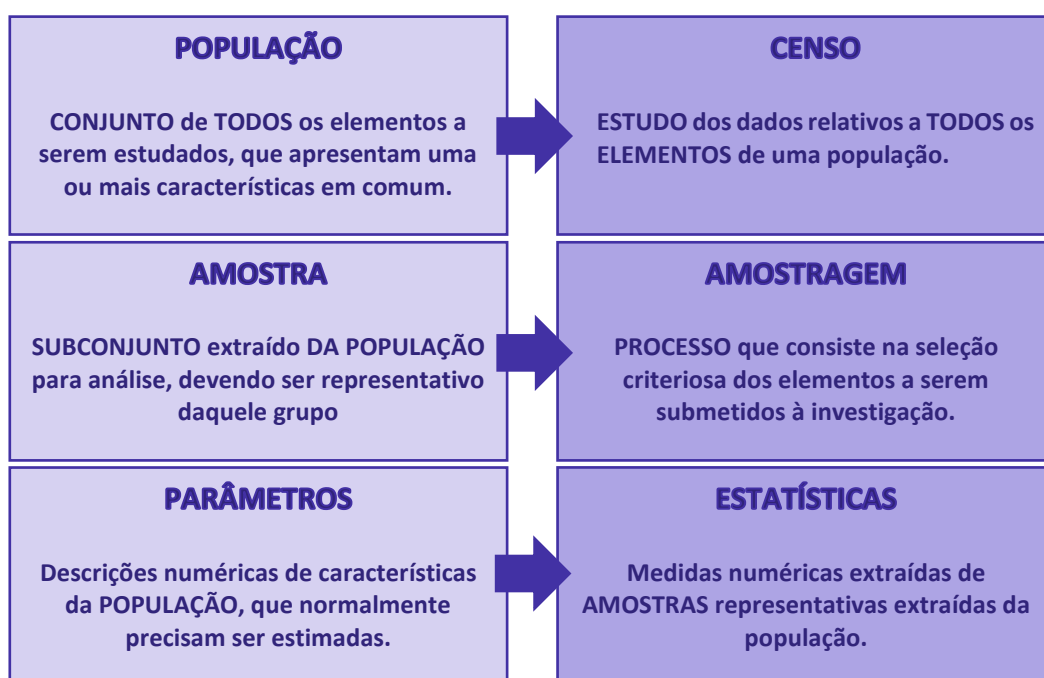 POPULAÇÃO
CONJUNTO de TODOS os elementos a
serem estudados, que apresentam uma
ou mais características em comum.
CENSO
ESTUDO dos dados relativos a TODOS os
ELEMENTOS de uma população.
AMOSTRA
SUBCONJUNTO extraído DA POPULAÇÃO
para análise, devendo ser representativo
daquele grupo
AMOSTRAGEM
PROCESSO que consiste na seleção
criteriosa dos elementos a serem
submetidos à investigação.
PARÂMETROS
Descrições numéricas de características
da POPULAÇÃO, que normalmente
precisam ser estimadas.
ESTATÍSTICAS
Medidas numéricas extraídas de
AMOSTRAS representativas extraídas da
população.